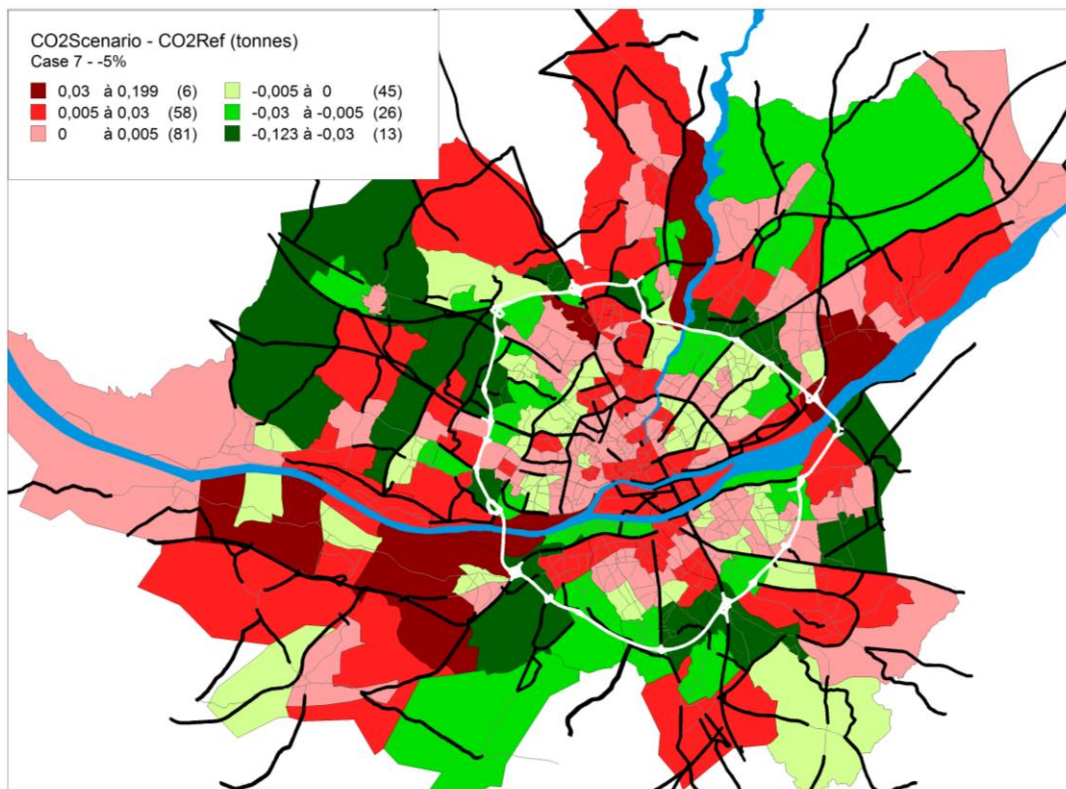 CO2Scenario - CO2Ref (tonnes)
Case 7 - -5%
0,03 à 0,199 (6) -0,005 à 0 (45)
0,005 à 0,03 (58) -0,03 à -0,005 (26)
0 à 0,005 (81) -0,123 à -0,03 (13)